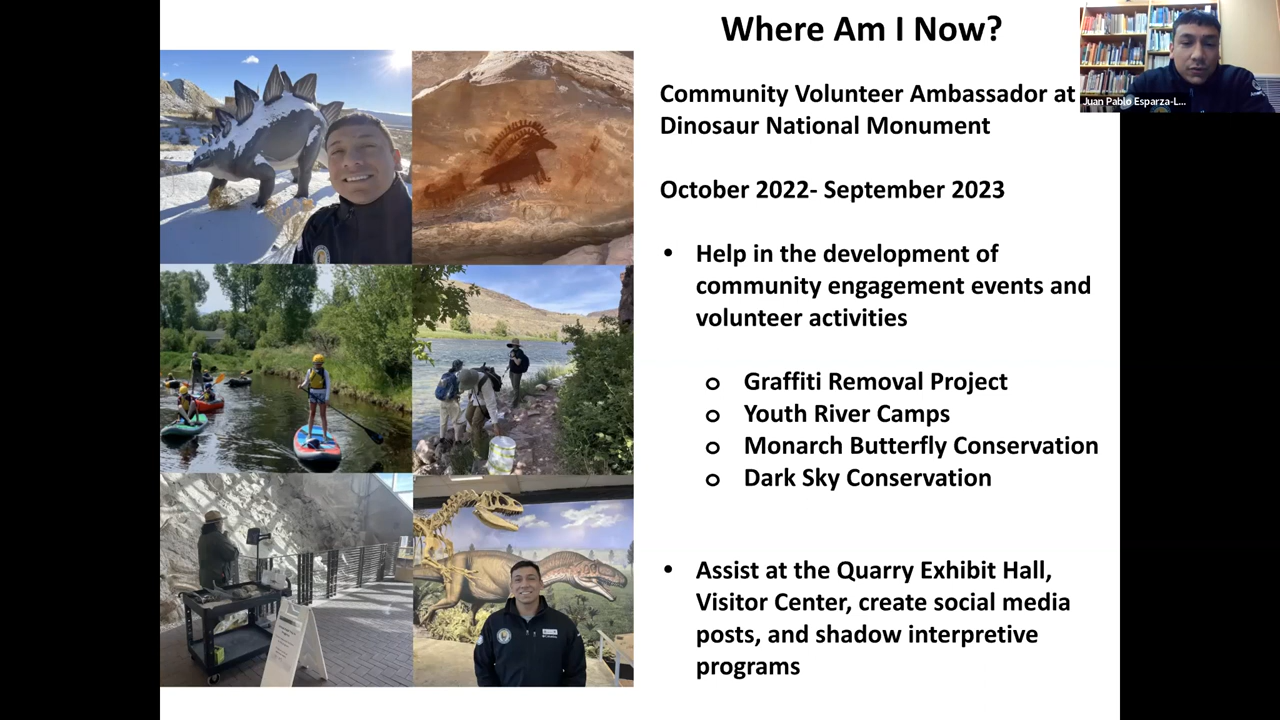 Where Am I Now?
Juan Pablo Esparza-L...
Community Volunteer Ambassador at
Dinosaur National Monument
October 2022- September 2023
• Help in the development of
community engagement events and
volunteer activities
o Graffiti Removal Project
o Youth River Camps
o Monarch Butterfly Conservation
o Dark Sky Conservation
• Assist at the Quarry Exhibit Hall,
Visitor Center, create social media
posts, and shadow interpretive
programs